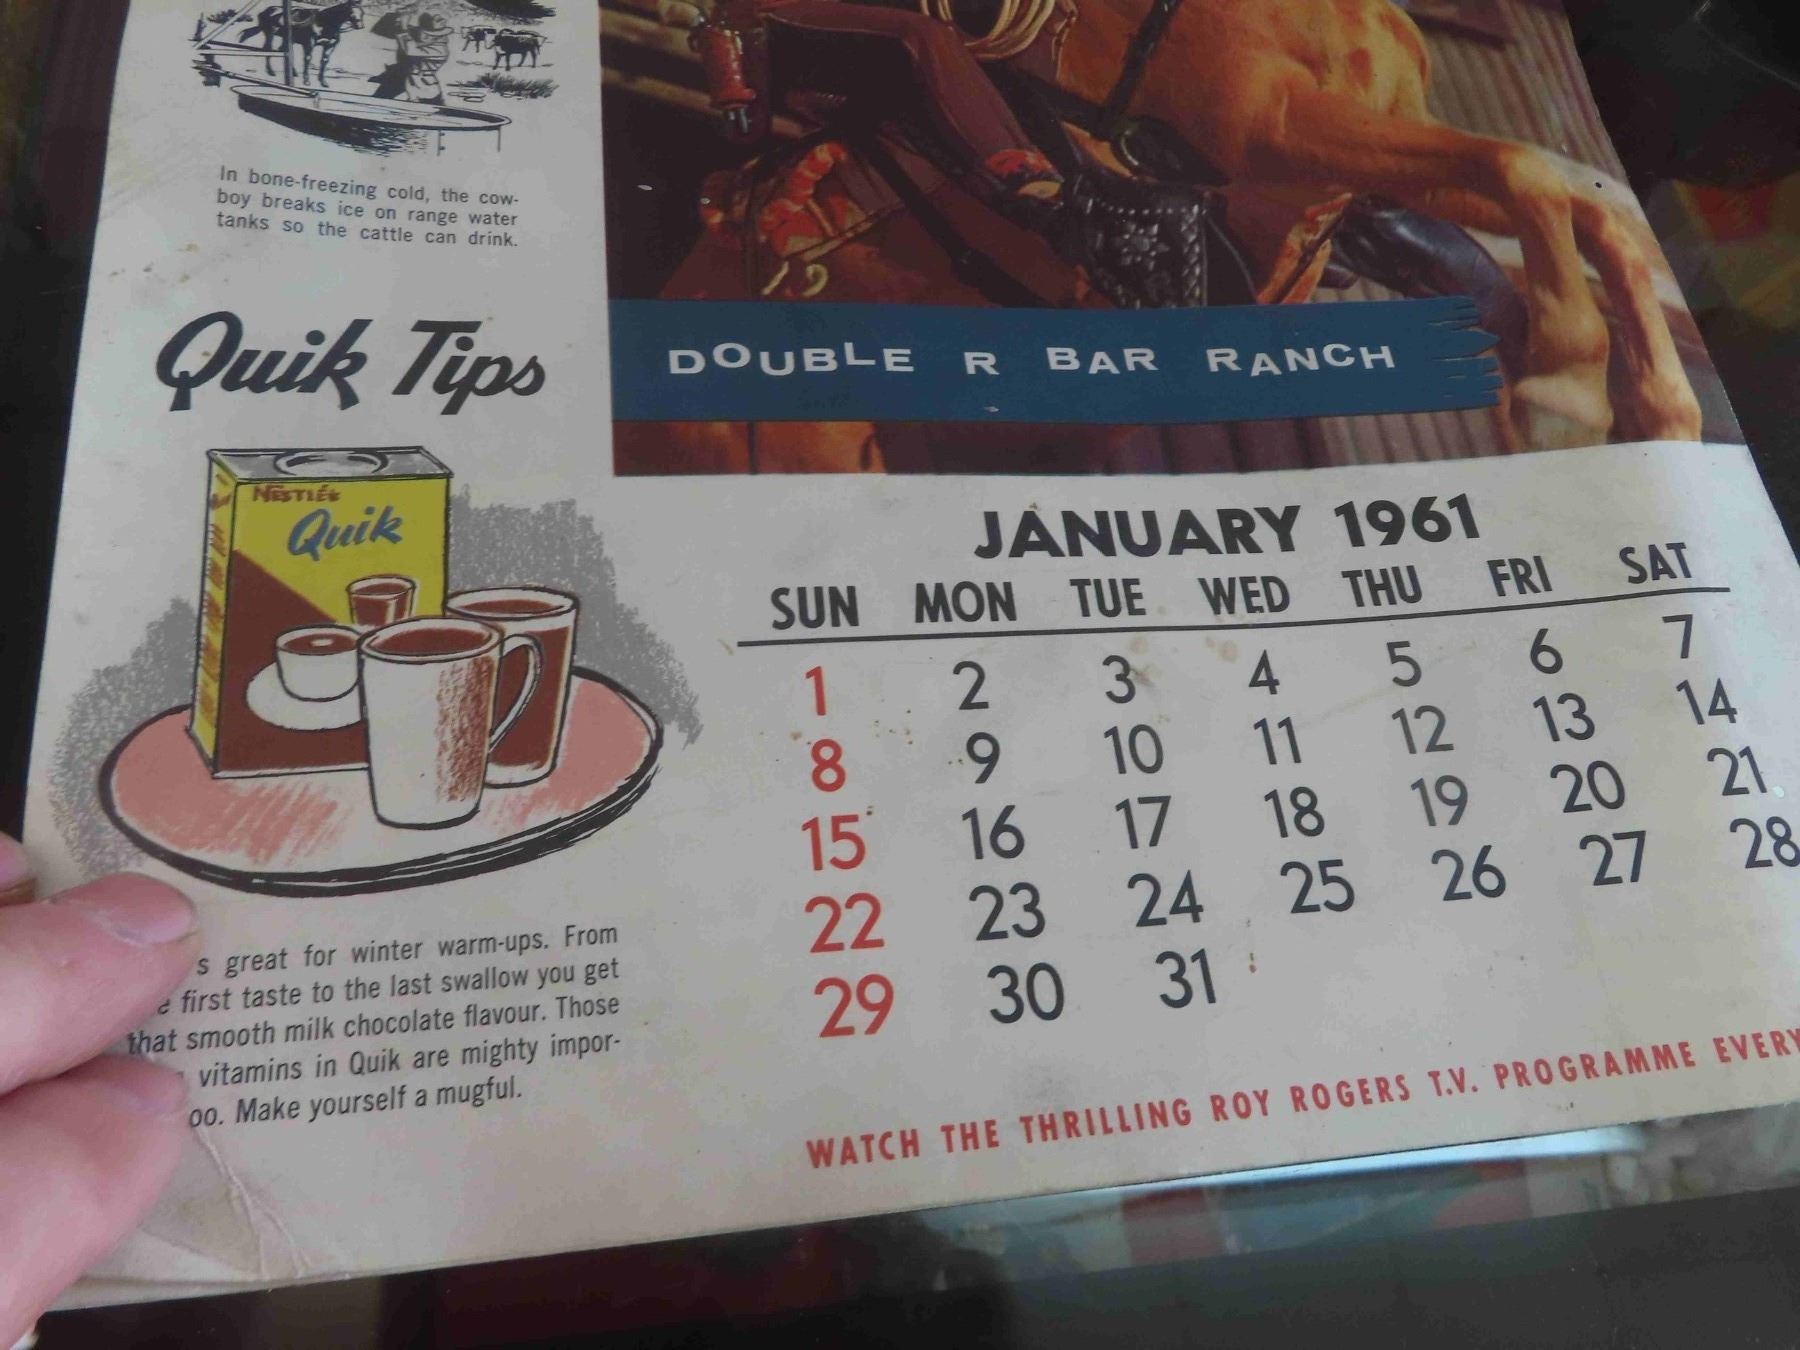 In bone-freezing cold, the cow-
boy breaks ice on range water
tanks so the cattle can drink.
Quik Tips
NESTLÉS
Quik
s great for winter warm-ups. From
first taste to the last swallow you get
that smooth milk chocolate flavour. Those
vitamins in Quik are mighty impor-
oo. Make yourself a mugful.
DOUBLE R BAR RANCH
JANUARY 1961
SUN MON TUE WED THU FRI SAT
1 2 3 4 5 6 7
8 9 10 11 12 13 14
15 16 17 18 19 20 21
22 23 24 25 26 27 28
29 30 31
WATCH THE THRILLING ROY ROGERS T.V. PROGRAMME EVERY